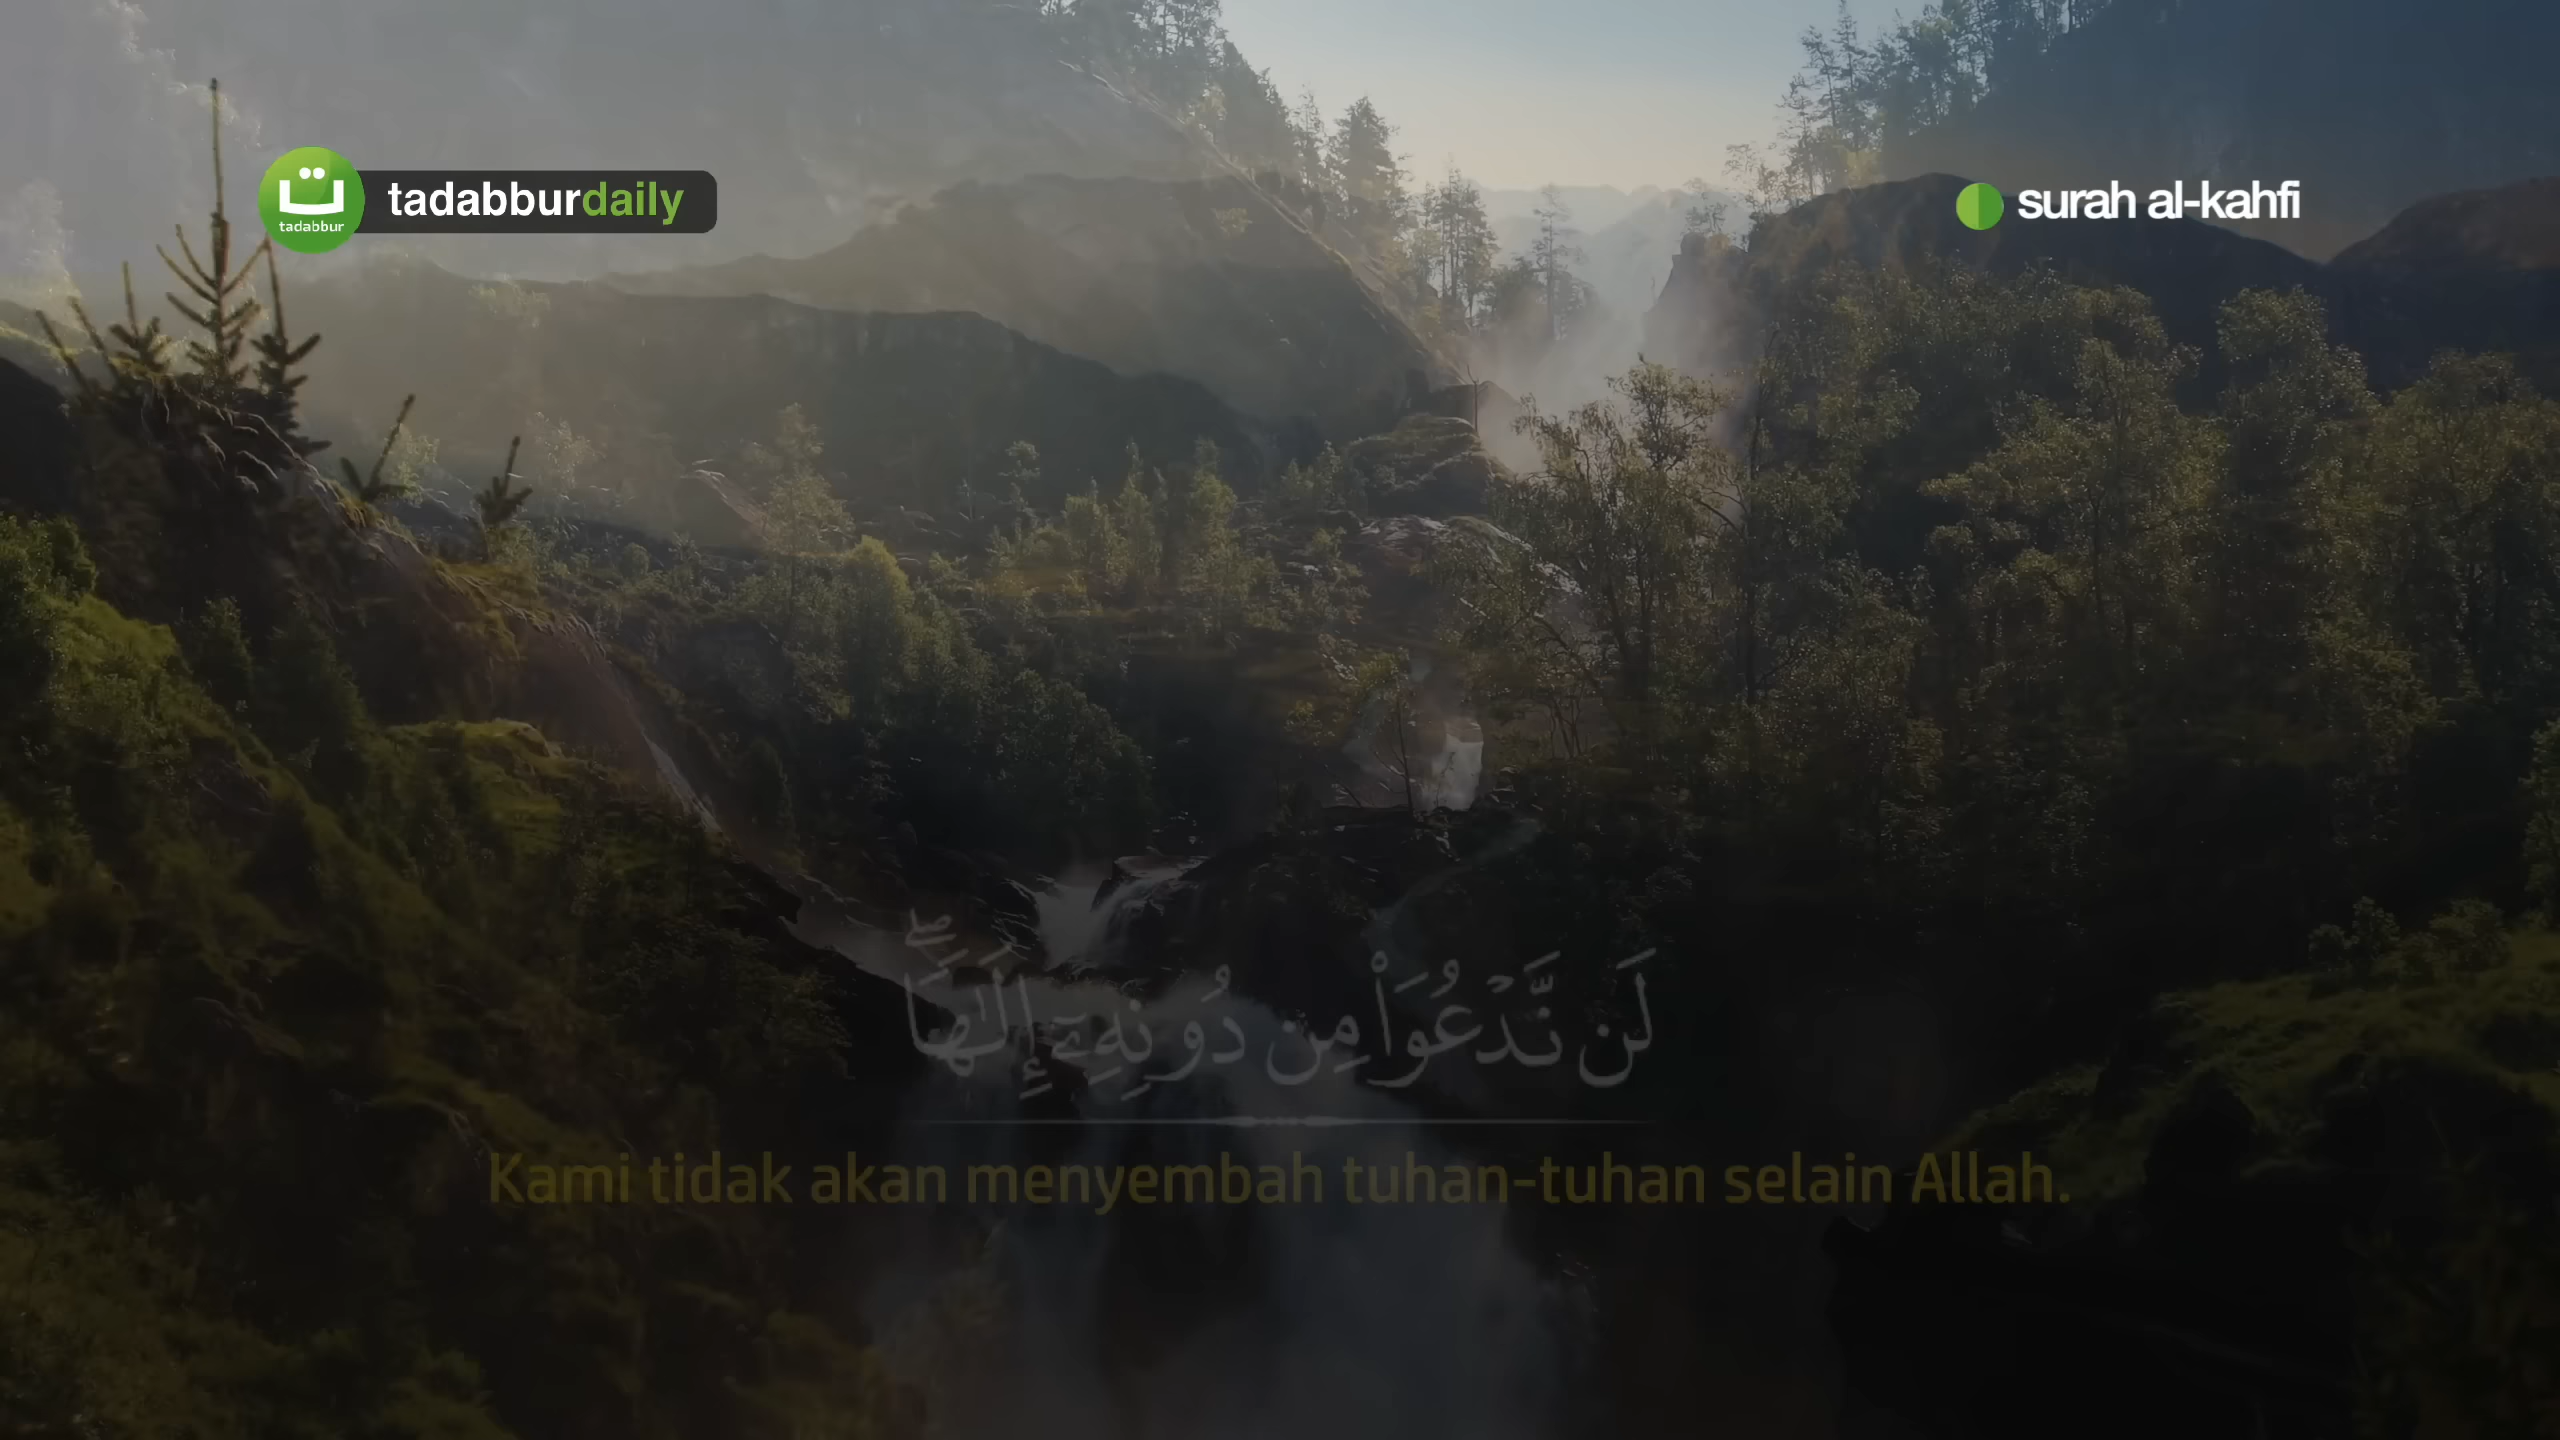 ت
tadabbur
tadabburdaily
surah al-kahfi
لَن نَّدْعُوَا۟ مِن دُونِهِۦٓ إِلَـٰهًاۖ
Kami tidak akan menyembah tuhan-tuhan selain Allah.